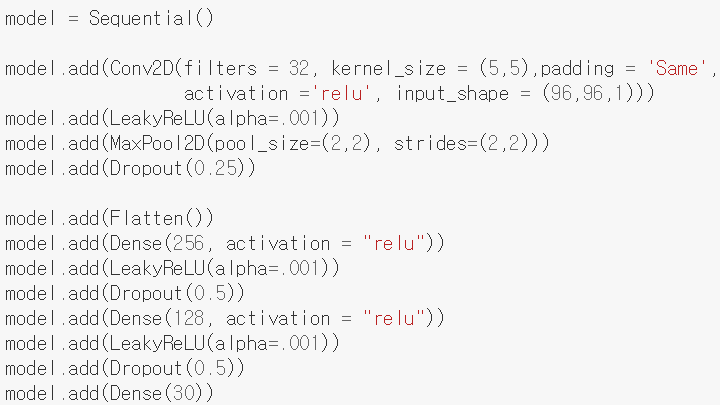 model = Sequential()
model.add(Conv2D(filters = 32, kernel_size = (5,5),padding = 'Same',
activation ='relu', input_shape = (96,96,1)))
model.add(LeakyReLU(alpha=.001))
model.add(MaxPool2D(pool_size=(2,2), strides=(2,2)))
model.add(Dropout(0.25))
model.add(Flatten())
model.add(Dense(256, activation = "relu"))
model.add(LeakyReLU(alpha=.001))
model.add(Dropout(0.5))
model.add(Dense(128, activation = "relu"))
model.add(LeakyReLU(alpha=.001))
model.add(Dropout(0.5))
model.add(Dense(30))